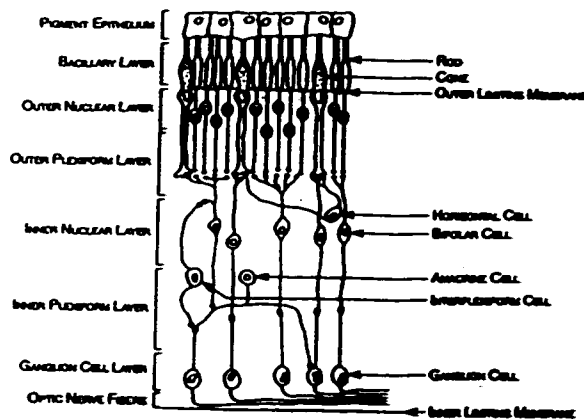 PIGMENT EPITHELIUM
BACILLARY LAYER
OUTER NUCLEAR LAYER
OUTER PLEXIFORM LAYER
INNER NUCLEAR LAYER
INNER PLEXIFORM LAYER
GANGLION CELL LAYER
OPTIC NERVE FIBRE
ROD
CONE
OUTER LIMITING MEMBRANE
HORIZONTAL CELL
BIPOLAR CELL
AMACRINE CELL
INTERPLEXIFORM CELL
GANGLION CELL
INNER LIMITING MEMBRANE